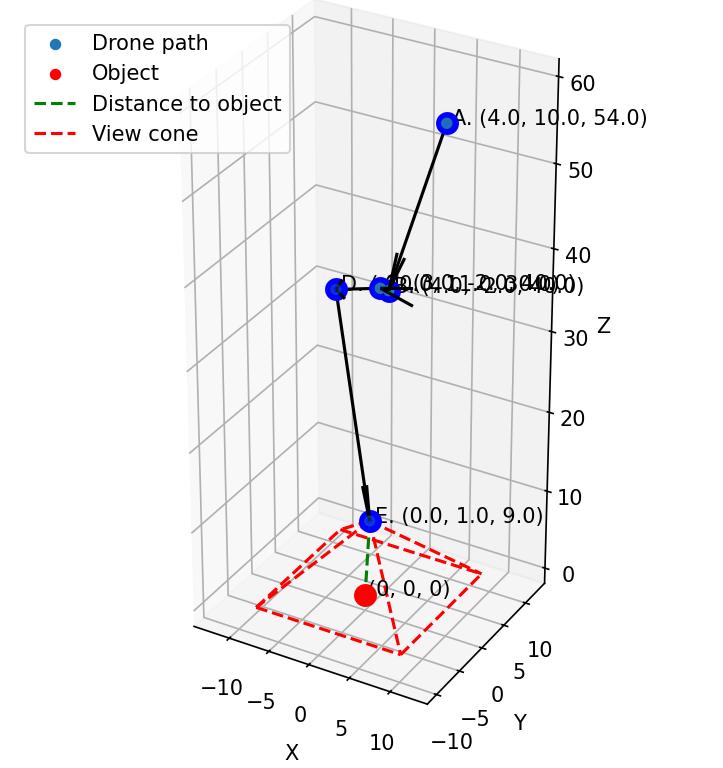 Drone path
Object
Distance to object
View cone
A. (4.0, 10.0, 54.0)
E. (0.0, 1.0, 9.0)
(0, 0, 0)
60
50
40
30
20
10
0
Z
−10
−5
0
5
10
X
10
5
0
−5
−10
Y